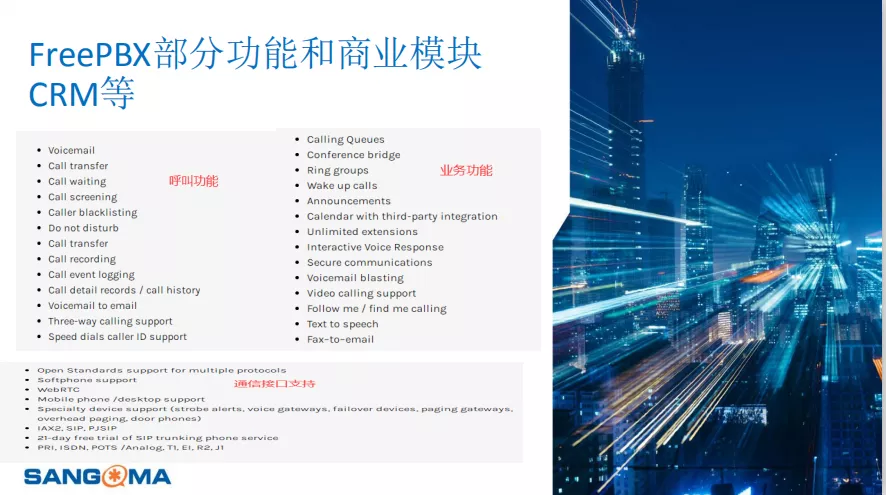 FreePBX部分功能和商业模块
CRM等
Voicemail
Call transfer
Call waiting
Call screening
Caller blacklisting
Do not disturb
Call transfer
Call recording
Call event logging
Call detail records / call history
Voicemail to email
Three-way calling support
Speed dials caller ID support
呼叫功能
Calling Queues
Conference bridge
Ring groups
Wake up calls
Announcements
Calendar with third-party integration
Unlimited extensions
Interactive Voice Response
Secure communications
Voicemail blasting
Video calling support
Follow me / find me calling
Text to speech
Fax-to-email
业务功能
Open Standards support for multiple protocols
Softphone support
WebRTC
Mobile phone /desktop support
Specialty device support (strobe alerts, voice gateways, failover devices, paging gateways,
overhead paging, door phones)
IAX2, SIP, PJSIP
21-day free trial of SIP trunking phone service
PRI, ISDN, POTS /Analog, T1, E1, R2, J1
通信接口支持
SANGOMA